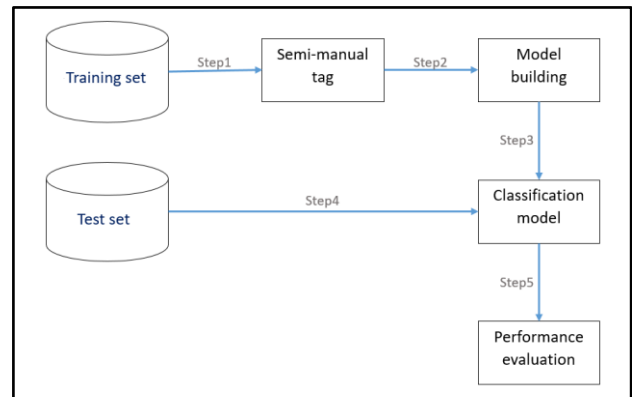 Training set
Step1
Semi-manual
tag
Step2
Model
building
Step3
Test set
Step4
Classification
model
Step5
Performance
evaluation